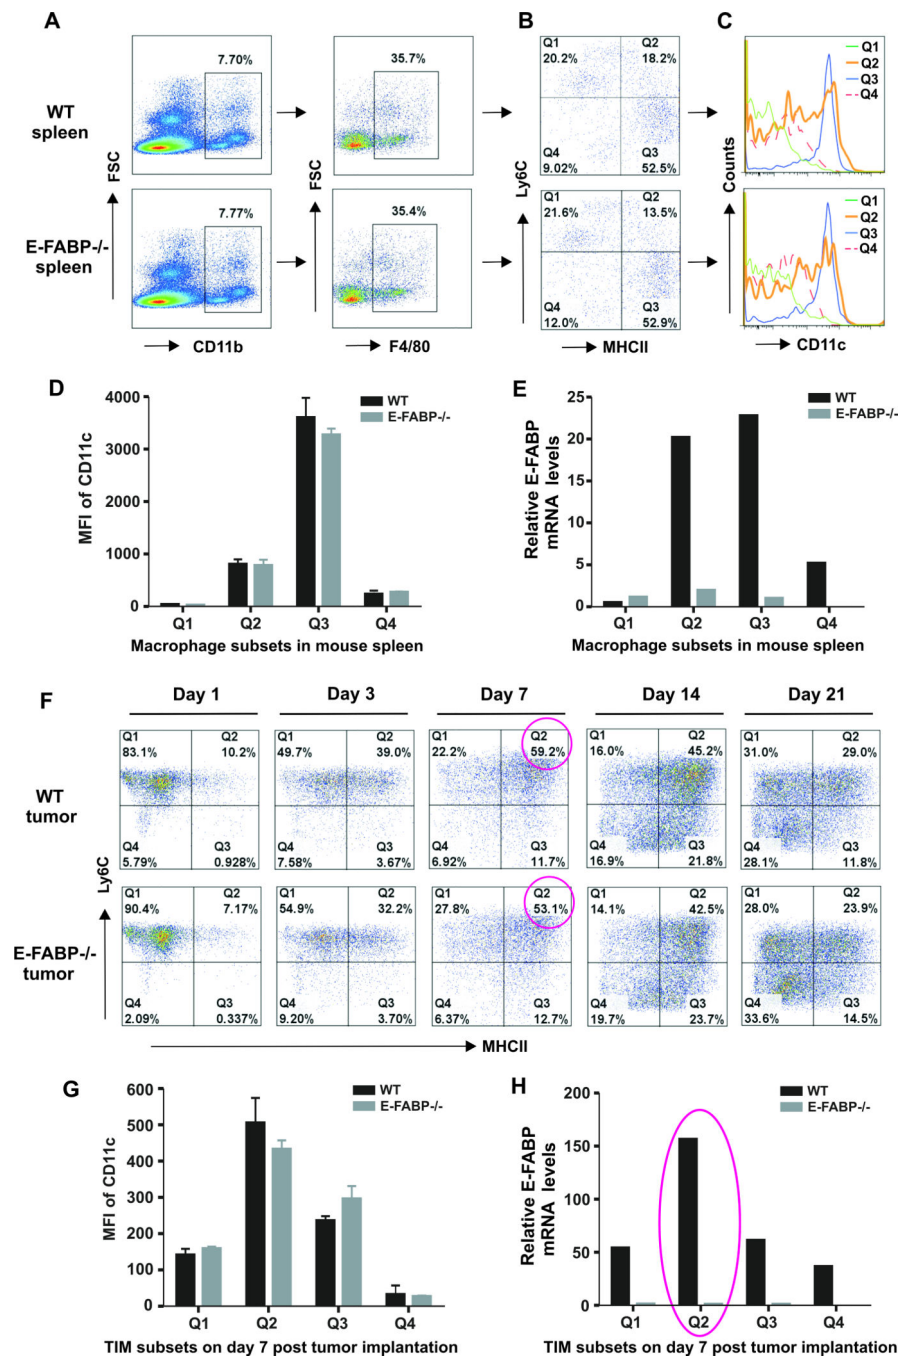 A
B
C
7.70%
35.7%
Q1
20.2%
Q2
18.2%
Q4
9.02%
Q3
52.5%
Q1
Q2
Q3
Q4
WT
spleen
FSC
FSC
Ly6C
Counts
7.77%
35.4%
Q1
21.6%
Q2
13.5%
Q4
12.0%
Q3
52.9%
Q1
Q2
Q3
Q4
E-FABP-/-
spleen
CD11b
F4/80
MHCII
CD11c
D
MFI of CD11c
4000
3000
2000
1000
0
WT
E-FABP-/-
Q1 Q2 Q3 Q4
Macrophage subsets in mouse spleen
E
Relative E-FABP
mRNA levels
25
20
15
10
5
0
WT
E-FABP-/-
Q1 Q2 Q3 Q4
Macrophage subsets in mouse spleen
F
Day 1 Day 3 Day 7 Day 14 Day 21
WT
tumor
Q1 Q2 Q1 Q2 Q1 Q2 Q1 Q2 Q1 Q2
83.1% 10.2% 49.7% 39.0% 22.2% 59.2% 16.0% 45.2% 31.0% 29.0%
Q4 Q3 Q4 Q3 Q4 Q3 Q4 Q3 Q4 Q3
5.79% 0.928% 7.58% 3.67% 6.92% 11.7% 16.9% 21.8% 28.1% 11.8%
Ly6C
E-FABP-/-
tumor
Q1 Q2 Q1 Q2 Q1 Q2 Q1 Q2 Q1 Q2
90.4% 7.17% 54.9% 32.2% 27.8% 53.1% 14.1% 42.5% 28.0% 23.9%
Q4 Q3 Q4 Q3 Q4 Q3 Q4 Q3 Q4 Q3
2.09% 0.337% 9.20% 3.70% 6.37% 12.7% 19.7% 23.7% 33.6% 14.5%
MHCII
G
MFI of CD11c
600
500
400
300
200
100
0
WT
E-FABP-/-
Q1 Q2 Q3 Q4
TIM subsets on day 7 post tumor implantation
H
Relative E-FABP
mRNA levels
200
150
100
50
0
WT
E-FABP-/-
Q1 Q2 Q3 Q4
TIM subsets on day 7 post tumor implantation